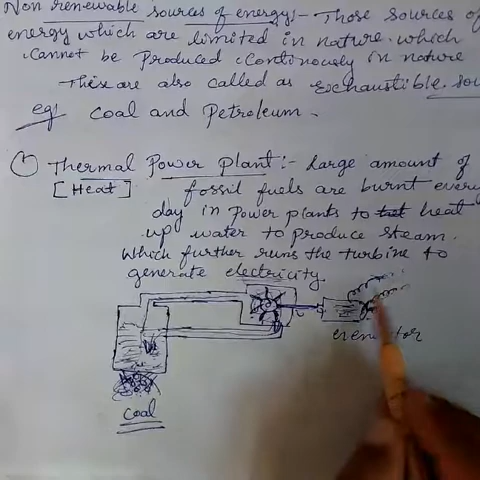 Non renewable sources of energy:- Those sources of
energy which are limited in nature. which
cannot be produced continously in nature
These are also called as exhaustible sou
eg: Coal and Petroleum.
① Thermal Power Plant:- Large amount of
[Heat] fossil fuels are burnt every
day in power plants to heat
up water to produce steam.
which further runs the turbine to
generate electricity.
coal